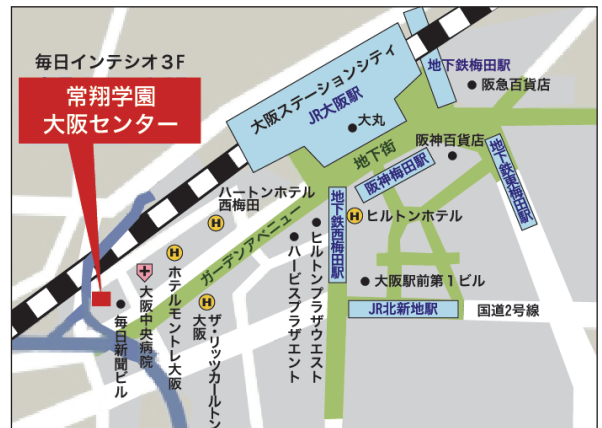 毎日インテシオ3F
常翔学園
大阪センター
大阪ステーションシティ
JR大阪駅
大丸
地下鉄梅田駅
阪急百貨店
地下街
阪神百貨店
阪神梅田駅
地下鉄東梅田駅
ハートンホテル
西梅田
ガーデンアベニュー
地下鉄西梅田駅
H
ヒルトンホテル
H
H
H
ホテルモントレ大阪
大阪中央病院
毎日新聞ビル
ザ・リッツカールトン
大阪
ハービスプラザエント
ヒルトンプラザウエスト
大阪駅前第1ビル
JR北新地駅
国道2号線